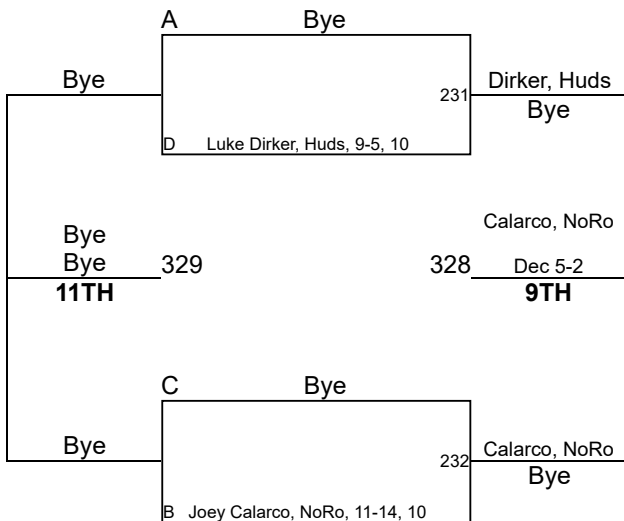 A Bye
Bye
231
Dirker, Huds
Bye
D Luke Dirker, Huds, 9-5, 10
Calarco, NoRo
Bye
Bye
329
328
Dec 5-2
11TH
9TH
C Bye
Bye
232
Calarco, NoRo
Bye
B Joey Calarco, NoRo, 11-14, 10